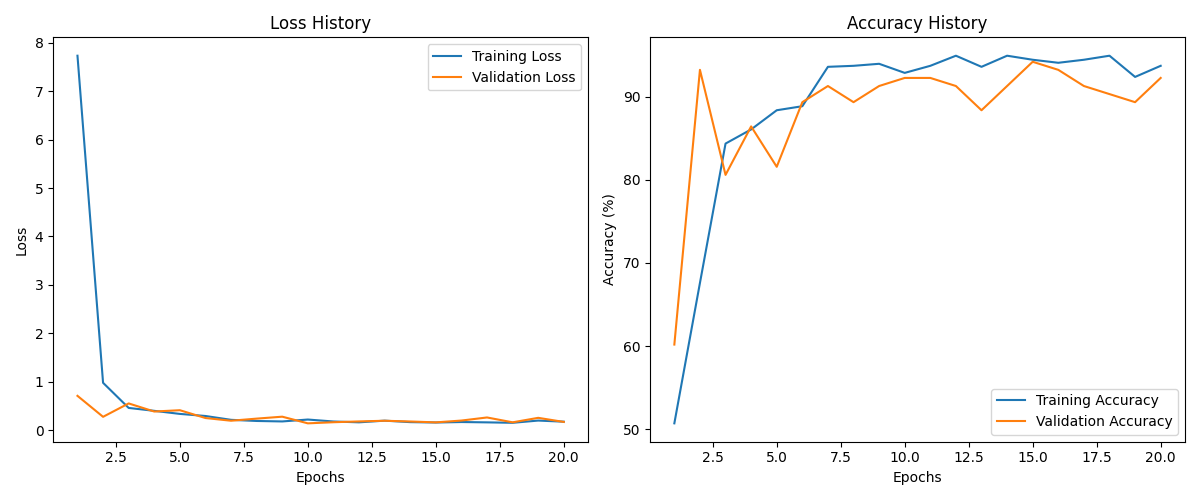 Loss History
8
7
6
5
4
3
2
1
0
Loss
2.5 5.0 7.5 10.0 12.5 15.0 17.5 20.0
Epochs
Training Loss
Validation Loss
Accuracy History
90
80
70
60
50
Accuracy (%)
2.5 5.0 7.5 10.0 12.5 15.0 17.5 20.0
Epochs
Training Accuracy
Validation Accuracy